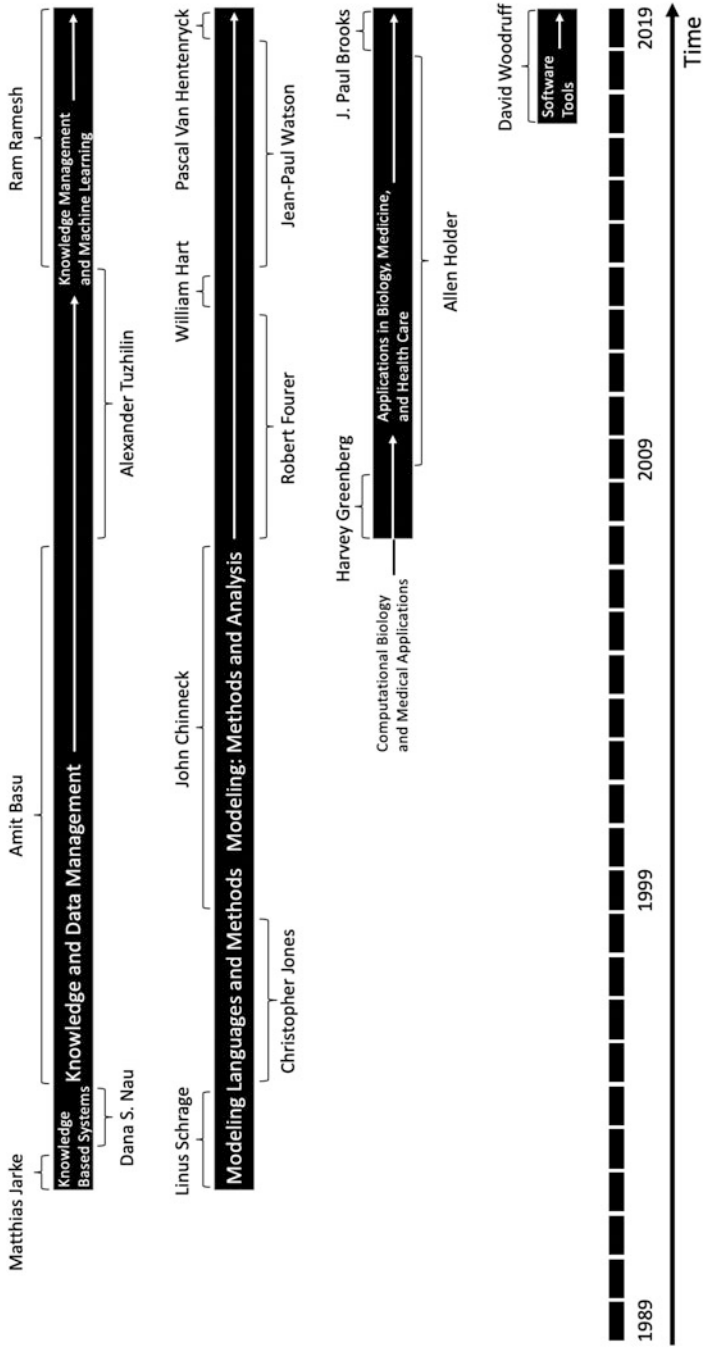 Matthias Jarke
Amit Basu
Ram Ramesh
Knowledge
Based Systems
Knowledge and Data Management
Knowledge Management
and Machine Learning
Dana S. Nau
Alexander Tuzhilin
Linus Schrage
John Chinneck
William Hart
Pascal Van Hentenryck
Modeling Languages and Methods
Modeling: Methods and Analysis
Christopher Jones
Robert Fourer
Jean-Paul Watson
Harvey Greenberg
J. Paul Brooks
Computational Biology
and Medical Applications
Applications in Biology, Medicine,
and Health Care
Allen Holder
David Woodruff
Software
Tools
1989
1999
2009
2019
Time